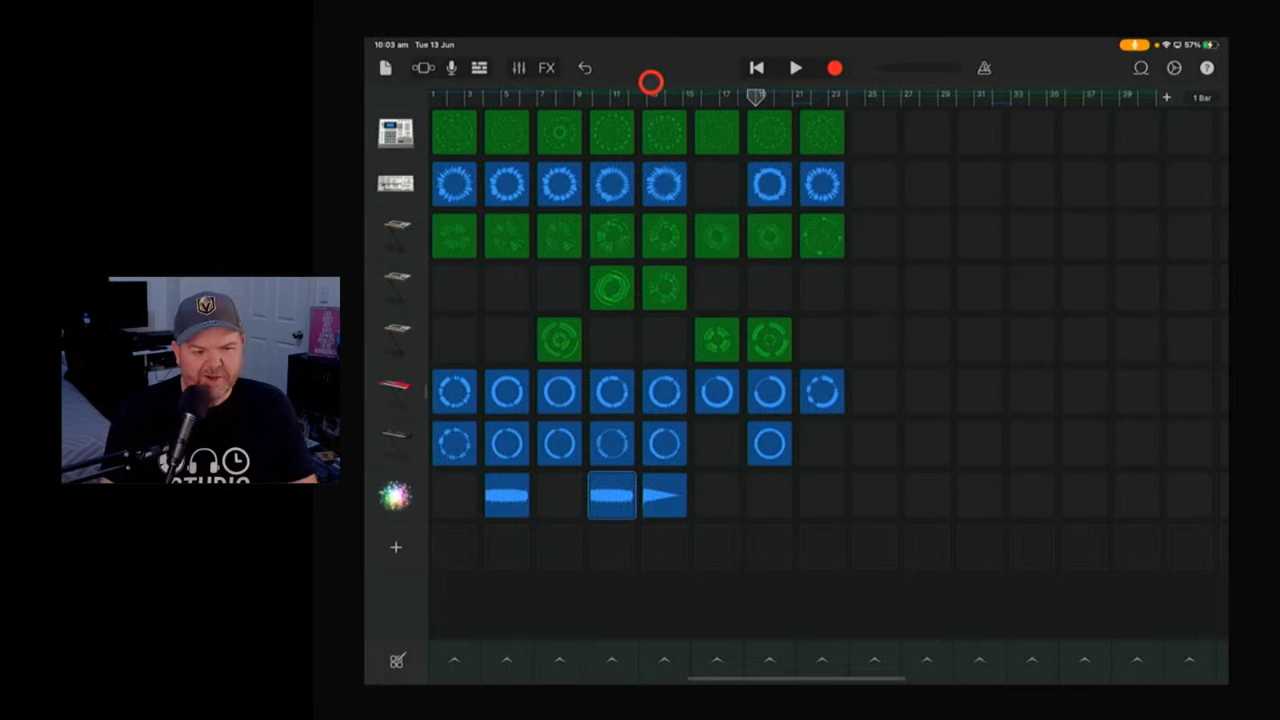 10:03 am Tue 13 Jun
57%
FX
1 3 5 7 9 11 13 15 17 19 21 23 25 27 29 31 33 35 37 39
1 Bar
STUDIO